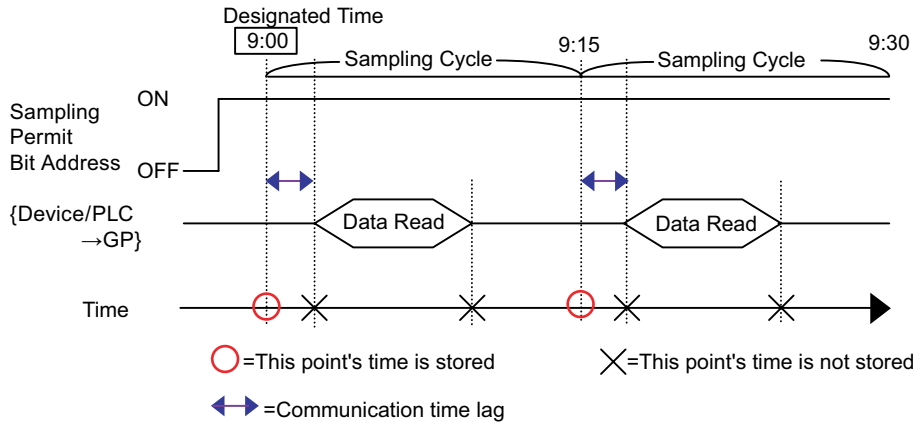 Designated Time
9:00
9:15
9:30
Sampling Cycle
Sampling Cycle
Sampling
Permit
Bit Address
ON
OFF
{Device/PLC
→GP}
Data Read
Data Read
Time
=This point's time is stored
=This point's time is not stored
=Communication time lag